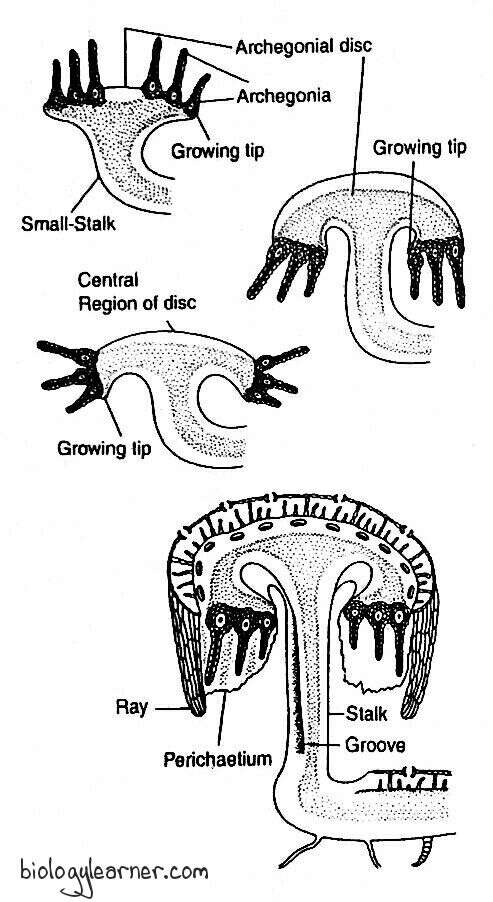 Archegonial disc
Archegonia
Growing tip
Growing tip
Small-Stalk
Central
Region of disc
Growing tip
Ray
Perichaetium
Stalk
Groove
biologylearner.com